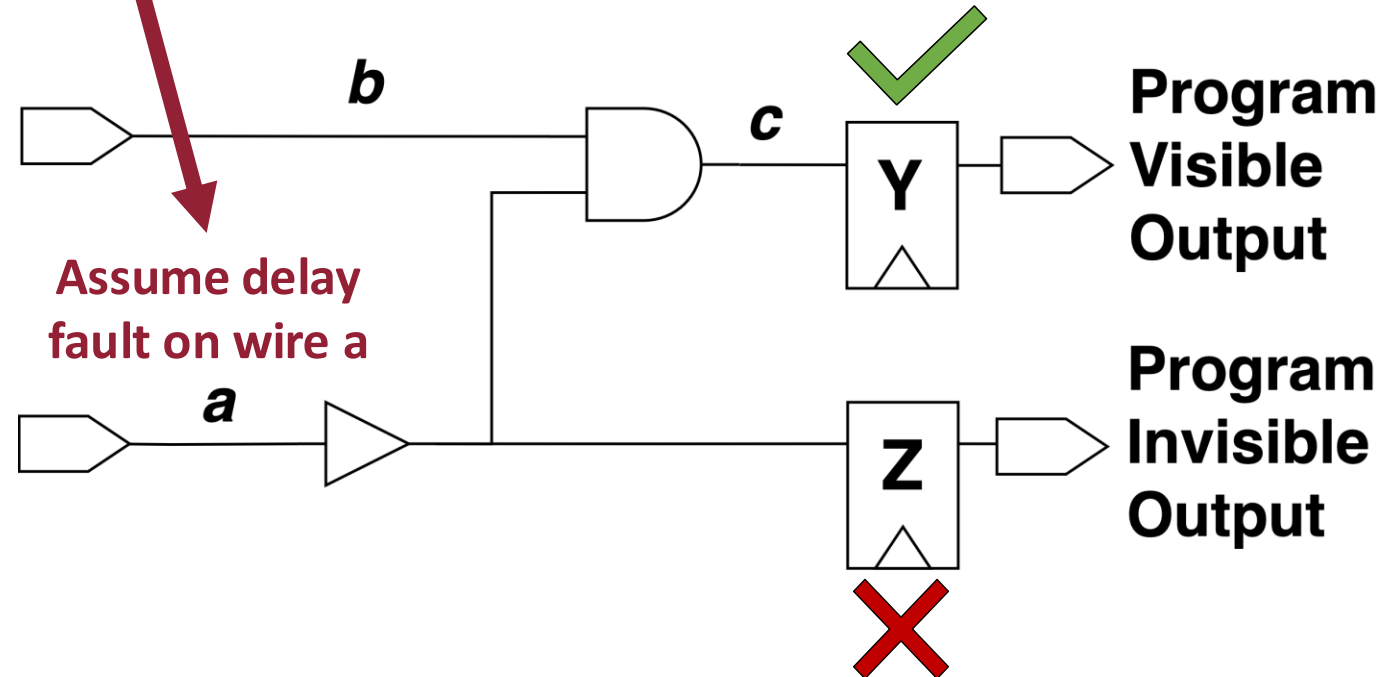 b
c
Y
Program
Visible
Output
Assume delay
fault on wire a
a
Z
Program
Invisible
Output